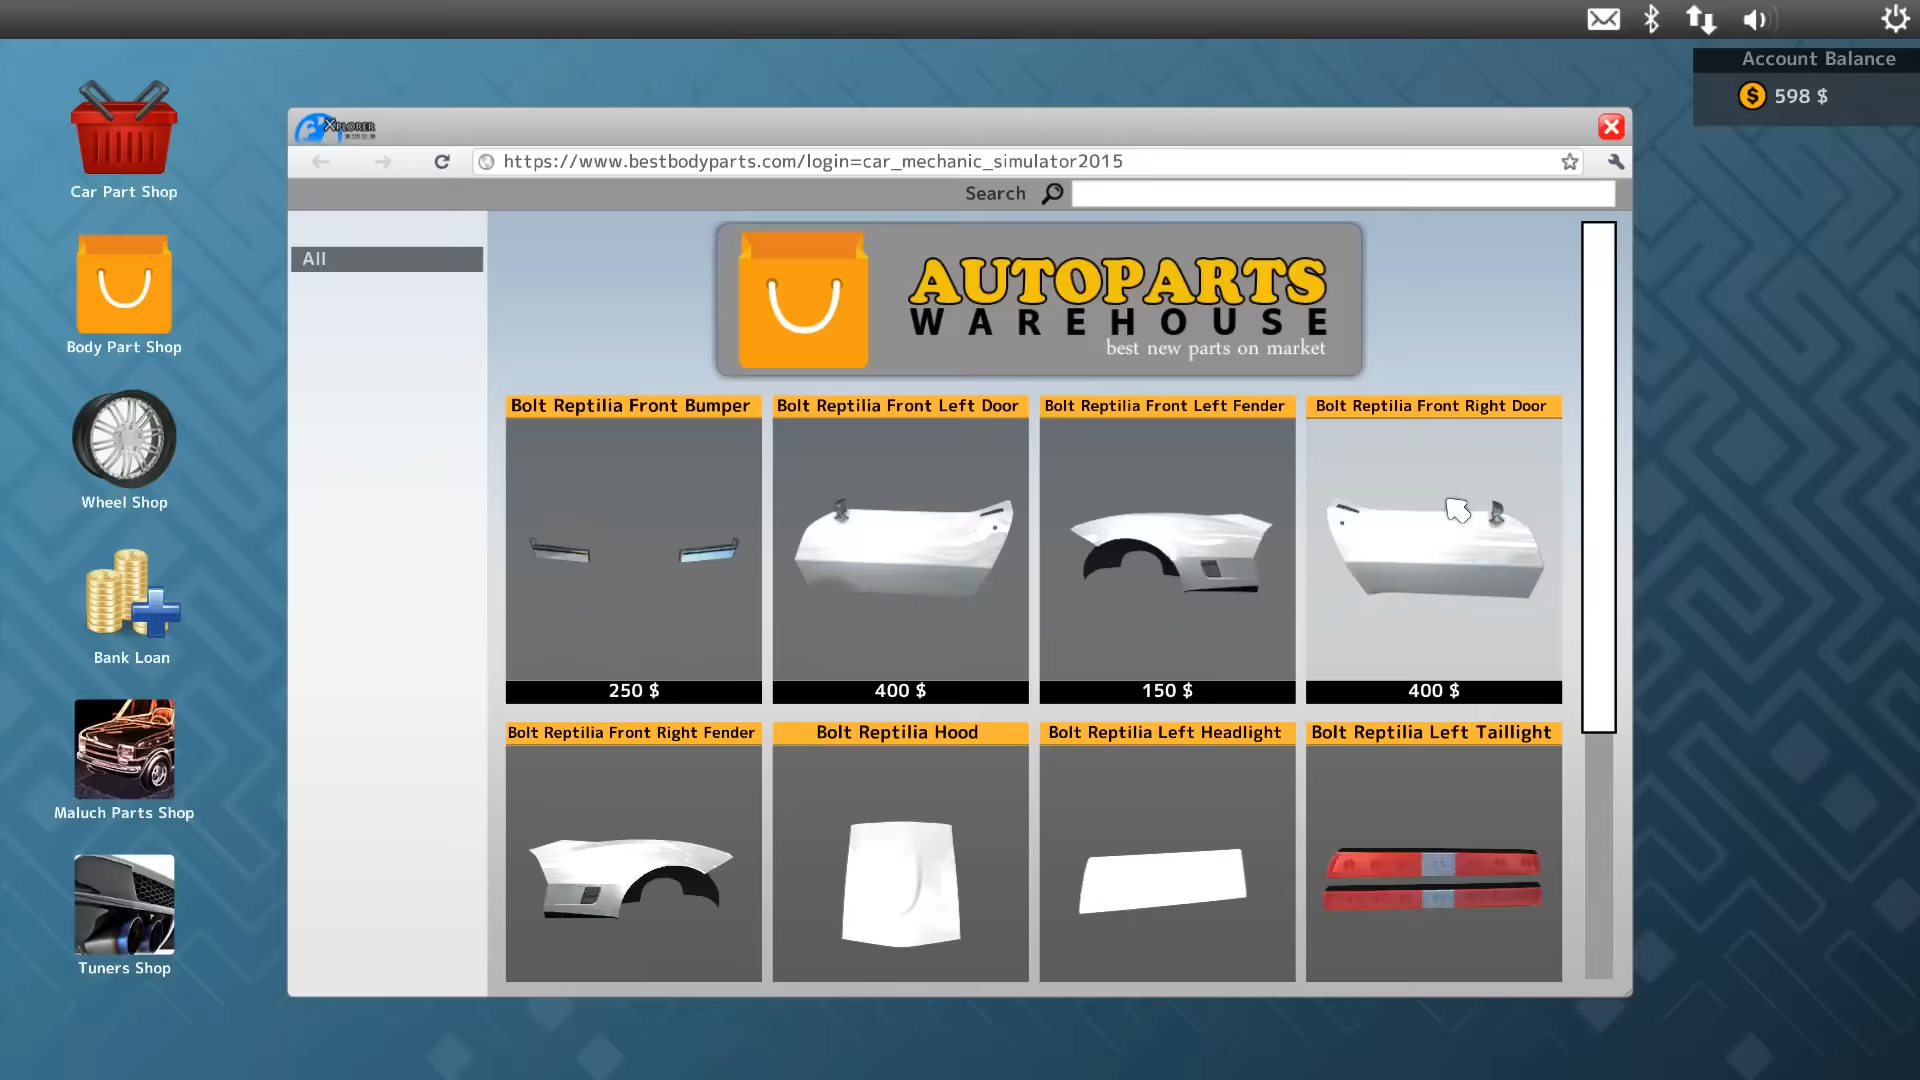 Account Balance
$ 598 $
Car Part Shop
Body Part Shop
Wheel Shop
Bank Loan
Maluch Parts Shop
Tuners Shop
XPLORER
https://www.bestbodyparts.com/login=car_mechanic_simulator2015
Search
All
AUTOPARTS
WAREHOUSE
best new parts on market
Bolt Reptilia Front Bumper
250 $
Bolt Reptilia Front Left Door
400 $
Bolt Reptilia Front Left Fender
150 $
Bolt Reptilia Front Right Door
400 $
Bolt Reptilia Front Right Fender
Bolt Reptilia Hood
Bolt Reptilia Left Headlight
Bolt Reptilia Left Taillight